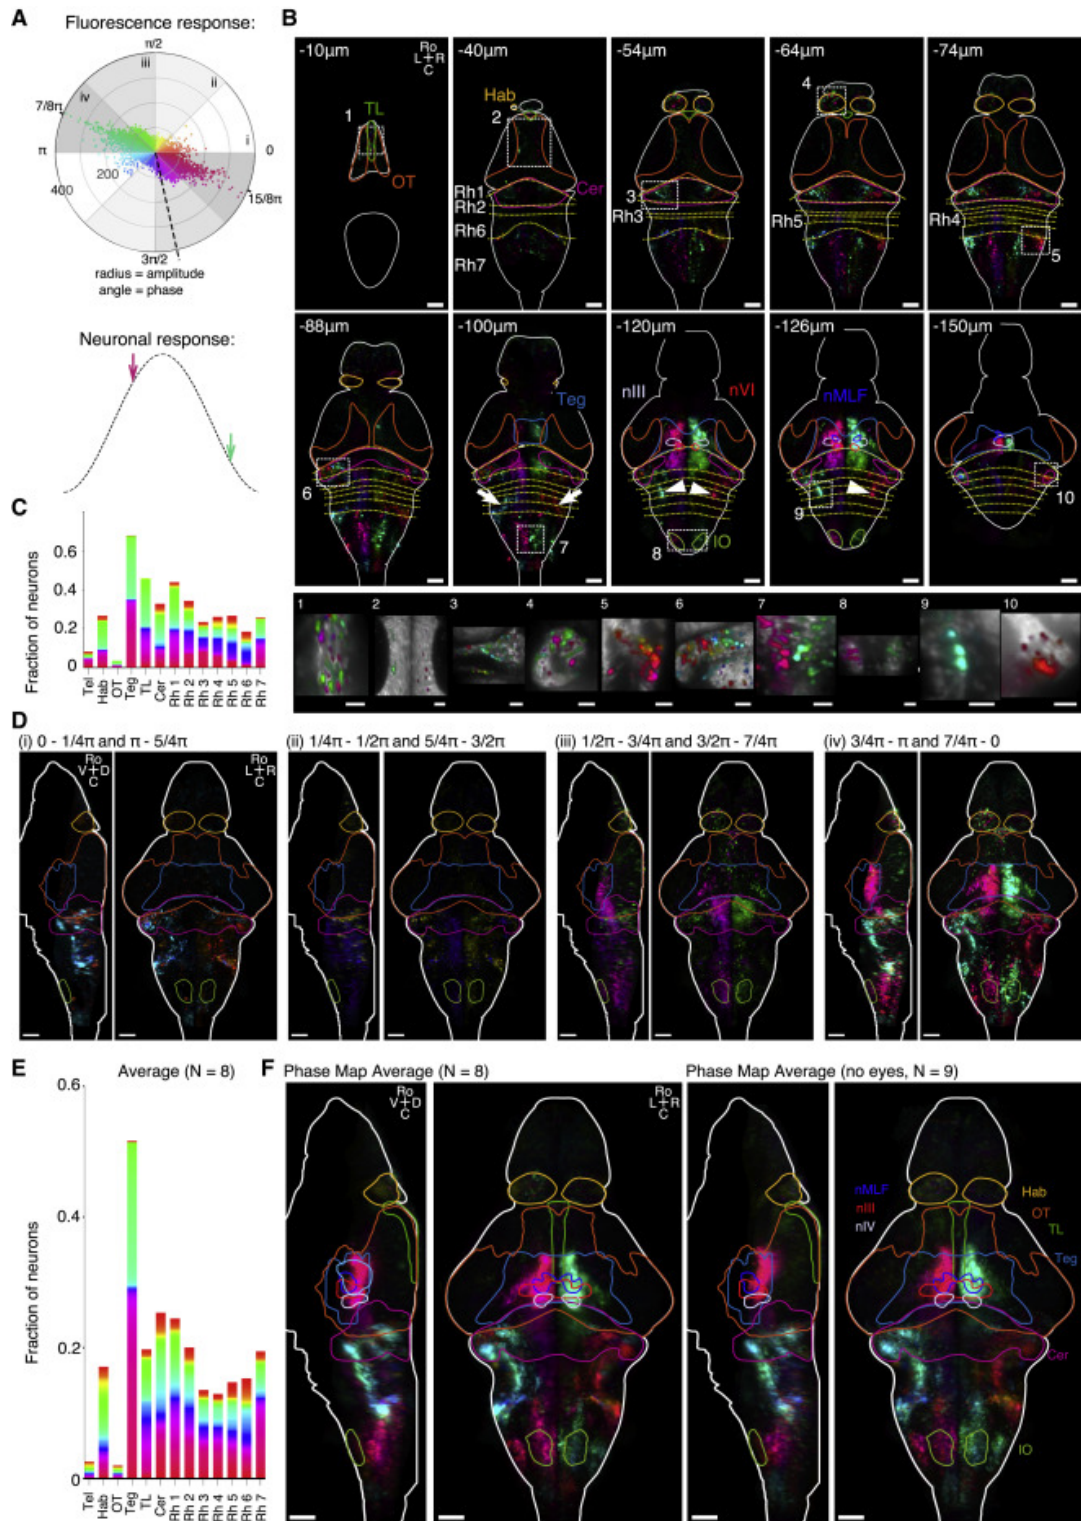 A
Fluorescence response:
π/2
iii
ii
iv
i
7/8π
π
0
200
400
15/8π
3π/2
radius = amplitude
angle = phase
Neuronal response:
B
-10μm
Ro
L+R
C
1
TL
OT
-40μm
Hab
2
Cer
Rh1
Rh2
Rh6
Rh7
-54μm
3
Rh3
-64μm
4
Rh5
-74μm
Rh4
5
-88μm
6
-100μm
Teg
7
-120μm
nIII
nVI
8
IO
-126μm
nMLF
9
-150μm
10
1 2 3 4 5 6 7 8 9 10
C
Fraction of neurons
0.6
0.4
0.2
0
Tel Hab OT Teg TL Cer Rh 1 Rh 2 Rh 3 Rh 4 Rh 5 Rh 6 Rh 7
D
(i) 0 - 1/4π and π - 5/4π
Ro
V+D
C
Ro
L+R
C
(ii) 1/4π - 1/2π and 5/4π - 3/2π
(iii) 1/2π - 3/4π and 3/2π - 7/4π
(iv) 3/4π - π and 7/4π - 0
E
Average (N = 8)
Fraction of neurons
0.6
0.4
0.2
0
Tel Hab OT Teg TL Cer Rh 1 Rh 2 Rh 3 Rh 4 Rh 5 Rh 6 Rh 7
F
Phase Map Average (N = 8)
Ro
V+D
C
Ro
L+R
C
Phase Map Average (no eyes, N = 9)
nMLF
nIII
nIV
Hab
OT
TL
Teg
Cer
IO